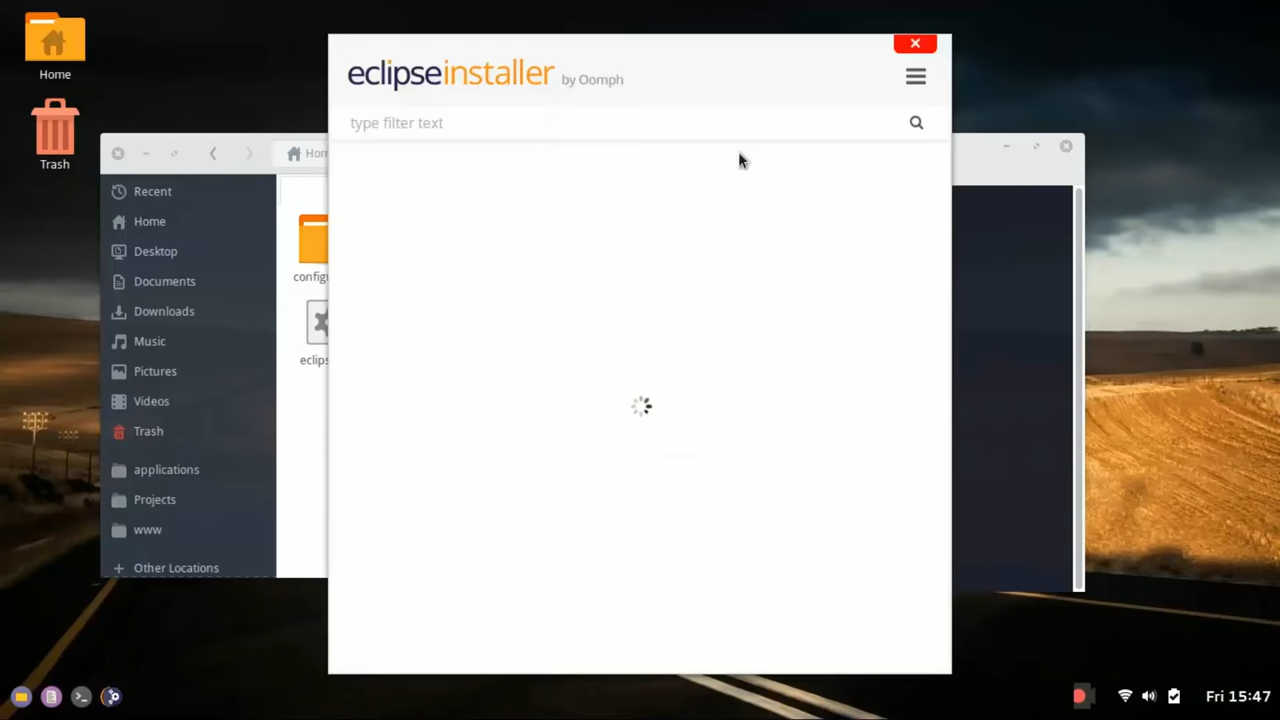 Home
Trash
eclipseinstaller by Oomph
type filter text
Hom
Recent
Home
Desktop
Documents
Downloads
Music
Pictures
Videos
Trash
applications
Projects
www
Other Locations
config
eclips
Fri 15:47